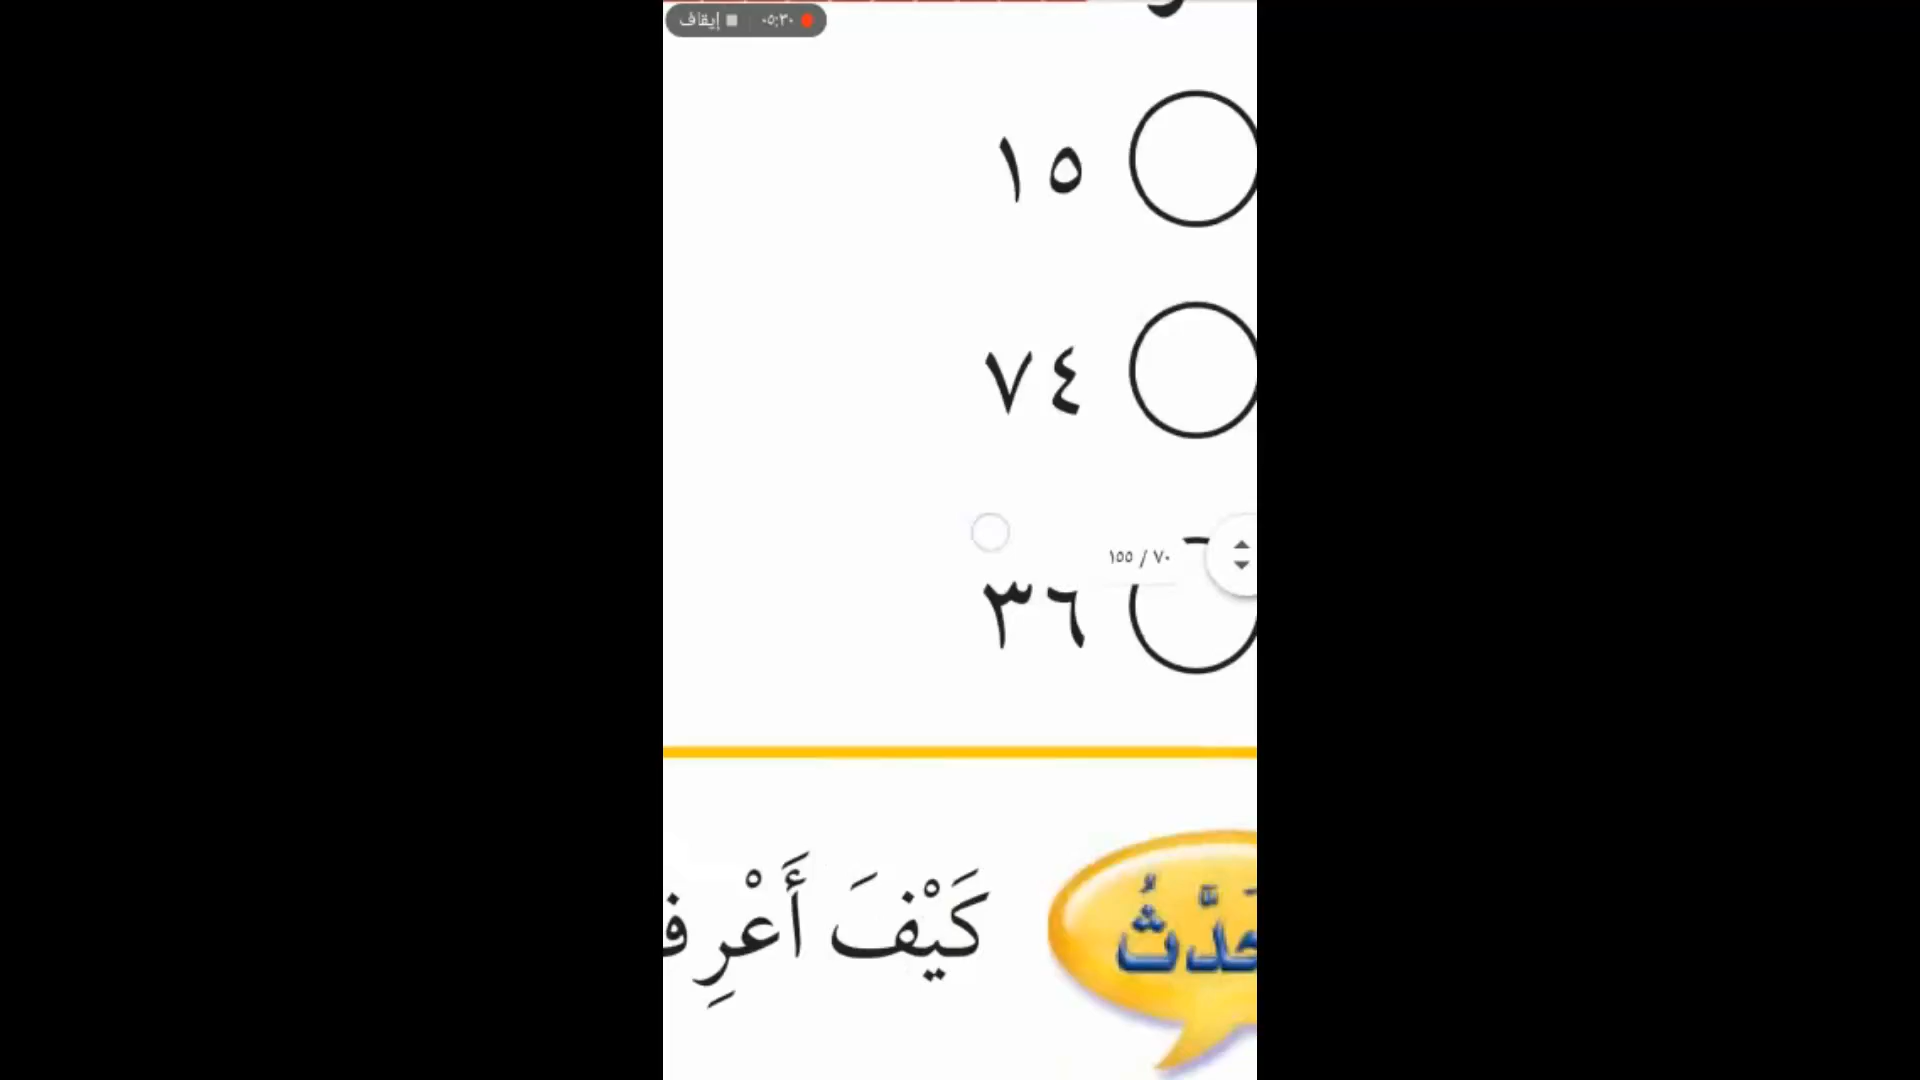 ٠٥:٣٠ إيقاف
١٥
٧٤
٧٠ / ١٥٥
٣٦
كَيْفَ أَعْرِف